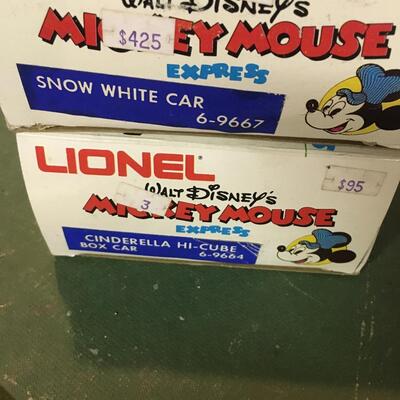 WALT DISNEY'S
MICKEY MOUSE
$425
EXPRESS
SNOW WHITE CAR
6-9667
LIONEL
WALT DISNEY'S
$95
MICKEY MOUSE
3
EXPRESS
CINDERELLA HI-CUBE
BOX CAR
6-9664